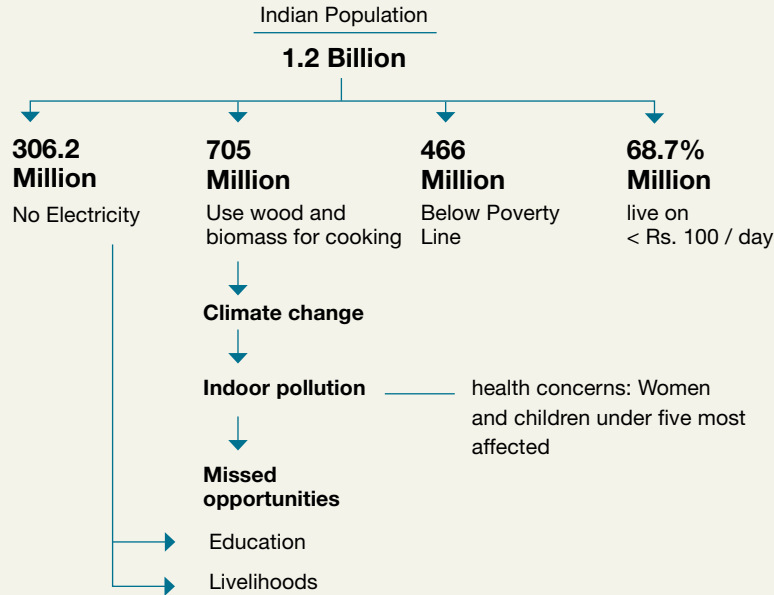 Indian Population
1.2 Billion
306.2
Million
No Electricity
705
Million
Use wood and
biomass for cooking
466
Million
Below Poverty
Line
68.7%
Million
live on
< Rs. 100 / day
Climate change
Indoor pollution
health concerns: Women
and children under five most
affected
Missed
opportunities
Education
Livelihoods